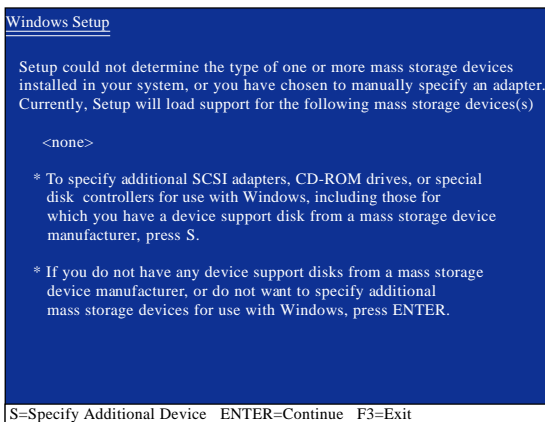 Windows Setup
Setup could not determine the type of one or more mass storage devices
installed in your system, or you have chosen to manually specify an adapter.
Currently, Setup will load support for the following mass storage devices(s)
<none>
* To specify additional SCSI adapters, CD-ROM drives, or special
disk controllers for use with Windows, including those for
which you have a device support disk from a mass storage device
manufacturer, press S.
* If you do not have any device support disks from a mass storage
device manufacturer, or do not want to specify additional
mass storage devices for use with Windows, press ENTER.
S=Specify Additional Device ENTER=Continue F3=Exit